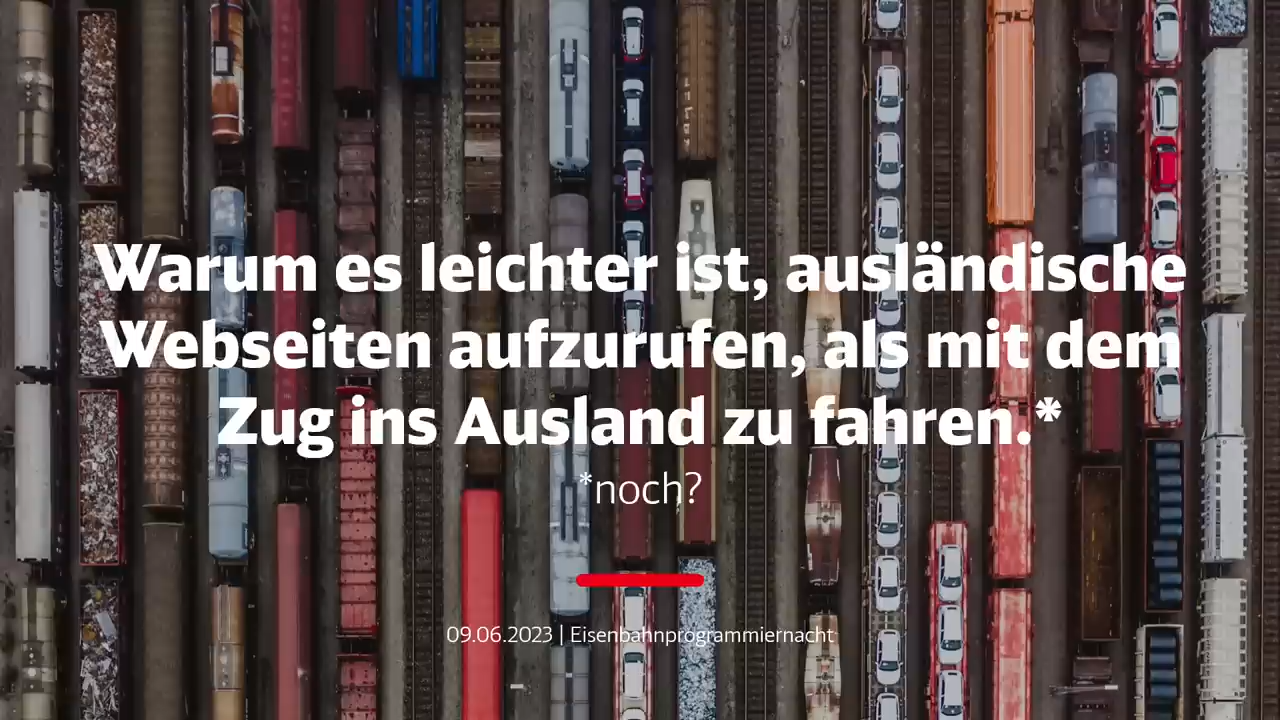 Warum es leichter ist, ausländische
Webseiten aufzurufen, als mit dem
Zug ins Ausland zu fahren.*
*noch?
09.06.2023 | Eisenbahnprogrammiernacht